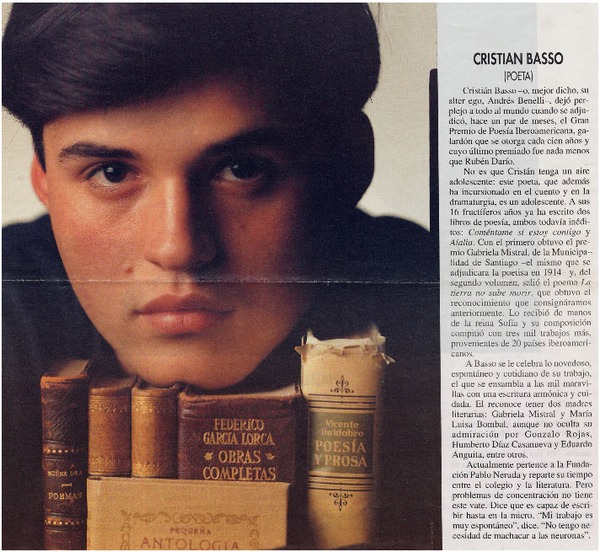 CRISTIAN BASSO
(POETA)
Cristián Basso –o, mejor dicho, su
alter ego, Andrés Benelli–, dejó per-
plejo a todo al mundo cuando se adju-
dicó, hace un par de meses, el Gran
Premio de Poesía Iberoamericana, ga-
lardón que se otorga cada cien años y
cuyo último premiado fue nada menos
que Rubén Darío.
No es que Cristán tenga un aire
adolescente: este poeta, que además
ha incursionado en el cuento y en la
dramaturgia, es un adolescente. A sus
16 fructíferos años ya ha escrito dos
libros de poesía, ambos todavía inédi-
tos: Coméntame si estoy contigo y
Aialia. Con el primero obtuvo el pre-
mio Gabriela Mistral, de la Municipa-
lidad de Santiago –el mismo que se
adjudicara la poetisa en 1914– y, del
segundo volumen, salió el poema La
tierra no sabe morir, que obtuvo el
reconocimiento que consignáramos
anteriormente. Lo recibió de manos
de la reina Sofía y su composición
compitió con tres mil trabajos más,
provenientes de 20 países iberoameri-
canos.
A Basso se le celebra lo novedoso,
espontáneo y cotidiano de su trabajo,
el que se ensambla a las mil maravi-
llas con una escritura armónica y cui-
dada. El reconoce tener dos madres
literarias: Gabriela Mistral y María
Luisa Bombal, aunque no oculta su
admiración por Gonzalo Rojas,
Humberto Díaz Casanueva y Eduardo
Anguita, entre otros.
Actualmente pertence a la Funda-
ción Pablo Neruda y reparte su tiempo
entre el colegio y la literatura. Pero
problemas de concentración no tiene
este vate. Dice que es capaz de escri-
bir hasta en la micro. “Mi trabajo es
muy espontáneo”, dice. “No tengo ne-
cesidad de machacar a las neuronas”.
POEMAS
FEDERICO
GARCÍA LORCA
OBRAS
COMPLETAS
Vicente
Huidobro
POESÍA
Y PROSA
PEQUEÑA
ANTOLOGIA